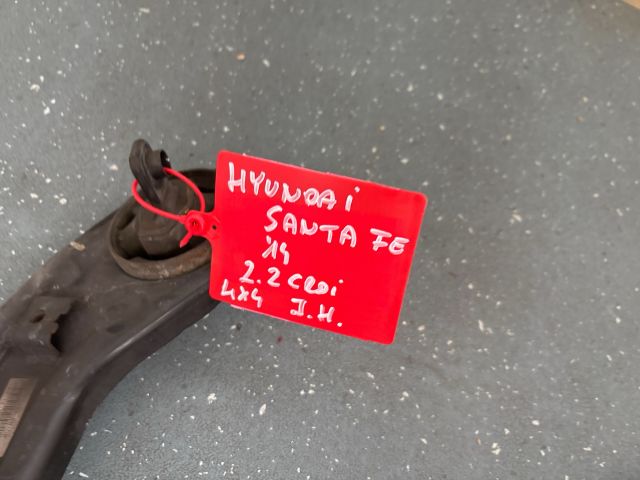 HYUNDAi
SANTA FE
'14
2.2 CRDi
4X4 J.H.